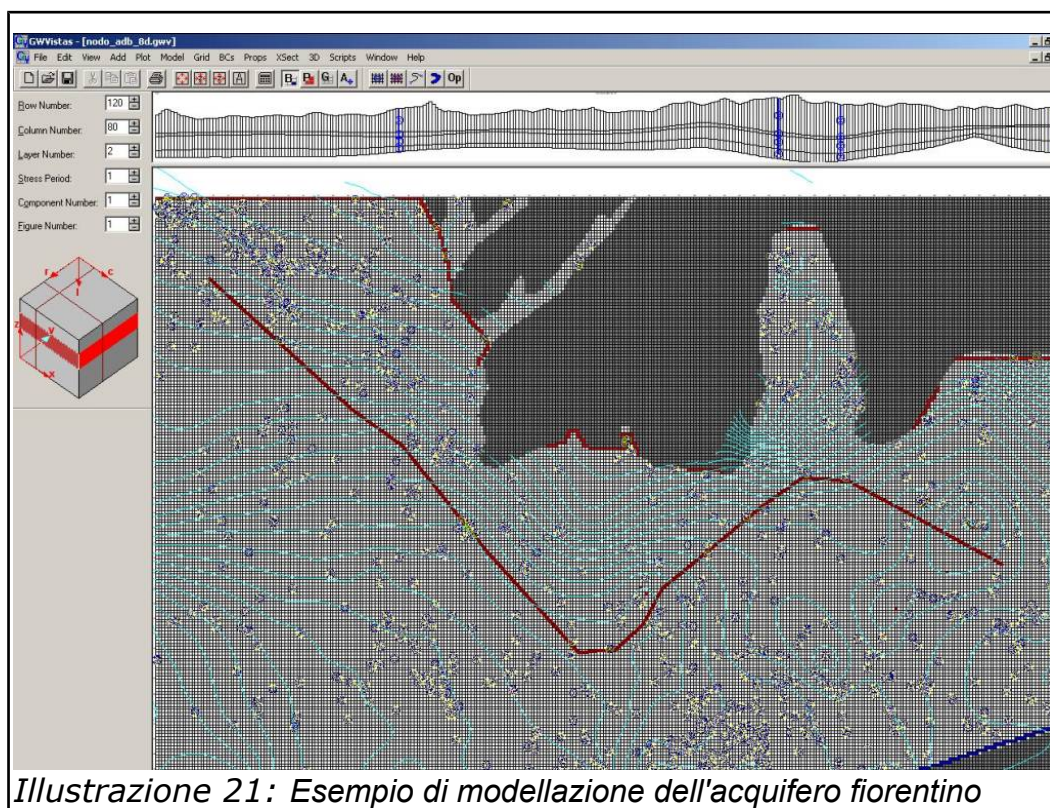 GWVistas - [nodo_adb_8d.gwv]
File Edit View Add Plot Model Grid BCs Props XSect 3D Scripts Window Help
Op
Row Number: 120
Column Number: 80
Layer Number: 2
Stress Period: 1
Component Number: 1
Figure Number: 1
r c
l
z y
x
Illustrazione 21: Esempio di modellazione dell'acquifero fiorentino